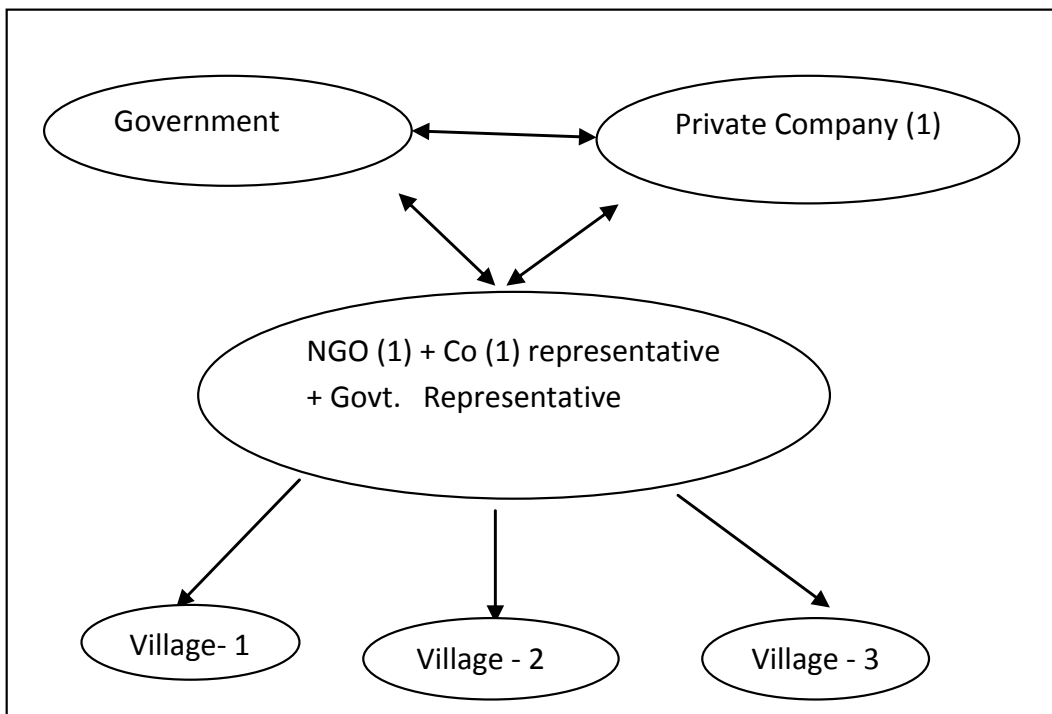 Government
Private Company (1)
NGO (1) + Co (1) representative
+ Govt. Representative
Village- 1
Village - 2
Village - 3